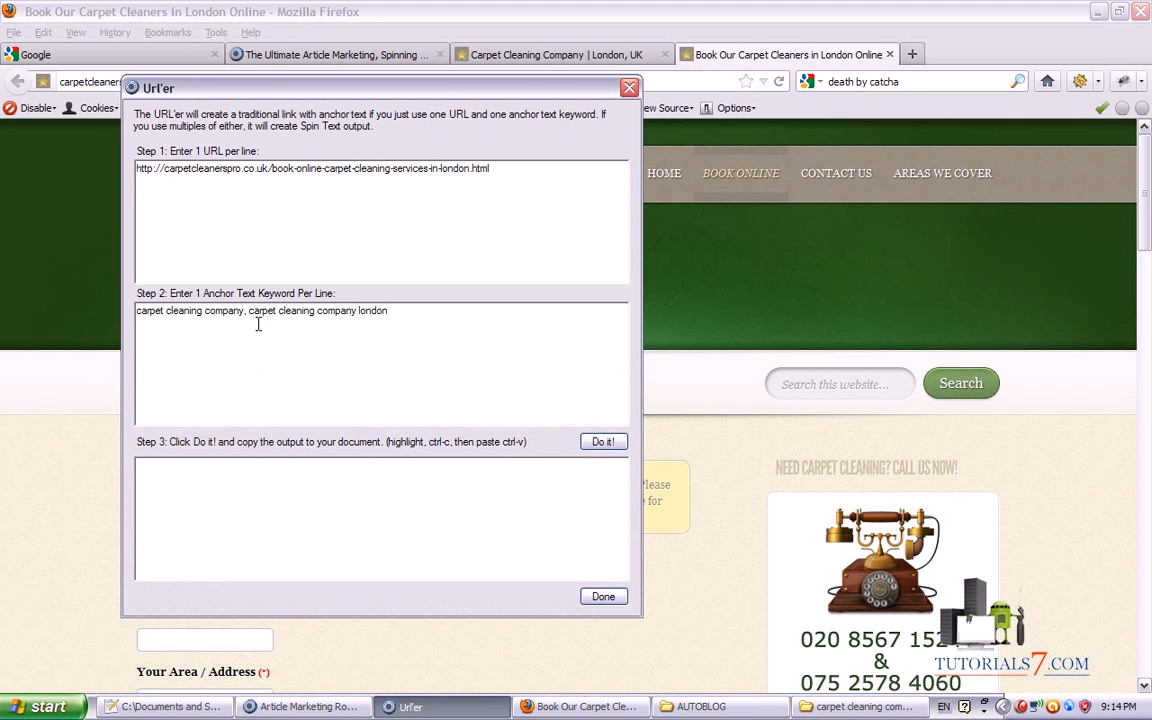 Book Our Carpet Cleaners in London Online - Mozilla Firefox
File Edit View History Bookmarks Tools Help
Google
The Ultimate Article Marketing, Spinning ...
Carpet Cleaning Company | London, UK
Book Our Carpet Cleaners in London Online
carpetcleaners
death by catcha
Disable
Cookies
ew Source
Options
Url'er
The URL'er will create a traditional link with anchor text if you just use one URL and one anchor text keyword. If
you use multiples of either, it will create Spin Text output.
Step 1: Enter 1 URL per line:
http://carpetcleanerspro.co.uk/book-online-carpet-cleaning-services-in-london.html
HOME BOOK ONLINE CONTACT US AREAS WE COVER
Step 2: Enter 1 Anchor Text Keyword Per Line:
carpet cleaning company, carpet cleaning company london
Search this website...
Search
Step 3: Click Do it! and copy the output to your document. (highlight, ctrl-c, then paste ctrl-v)
Do it!
NEED CARPET CLEANING? CALL US NOW!
Please
for
Done
020 8567 152
&
075 2578 4060
Your Area / Address (*)
TUTORIALS7.COM
start
C:\Documents and S...
Article Marketing Ro...
Url'er
Book Our Carpet Cle...
AUTOBLOG
carpet cleaning com...
EN
9:14 PM